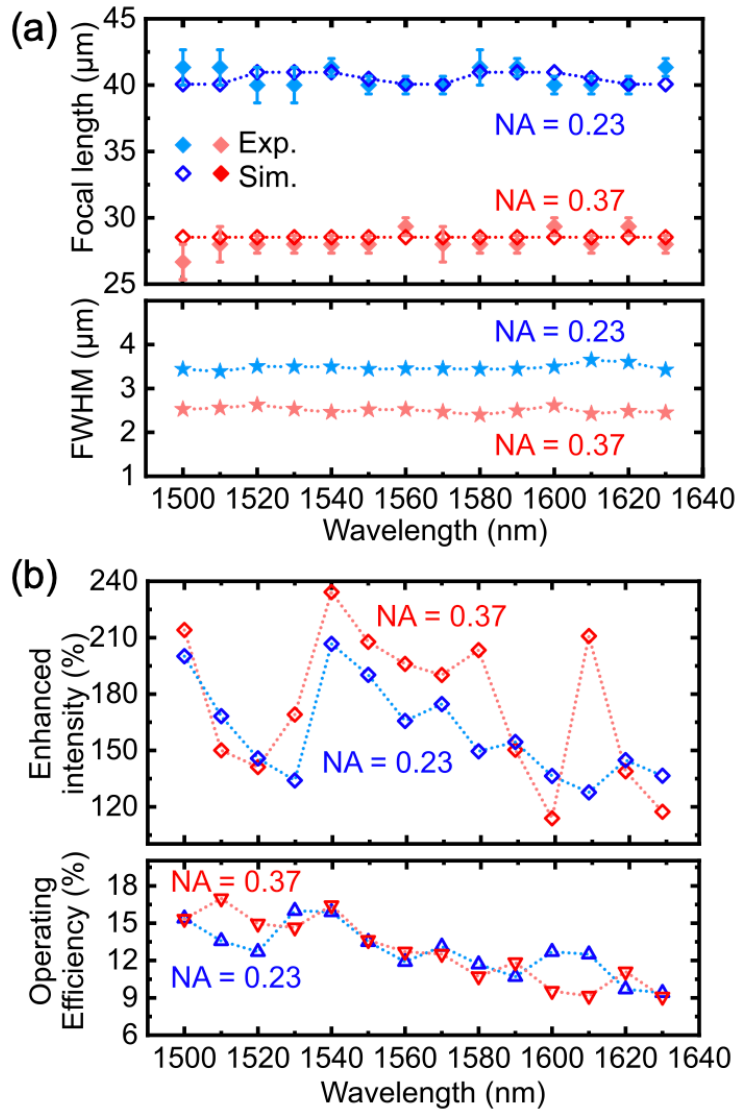 (a)
45
40
35
30
25
Focal length (μm)
NA = 0.23
Exp.
Sim.
NA = 0.37
4
3
2
1
FWHM (μm)
NA = 0.23
NA = 0.37
1500 1520 1540 1560 1580 1600 1620 1640
Wavelength (nm)
(b)
240
210
180
150
120
Enhanced
intensity (%)
NA = 0.37
NA = 0.23
18
15
12
9
6
Operating
Efficiency (%)
NA = 0.37
NA = 0.23
1500 1520 1540 1560 1580 1600 1620 1640
Wavelength (nm)